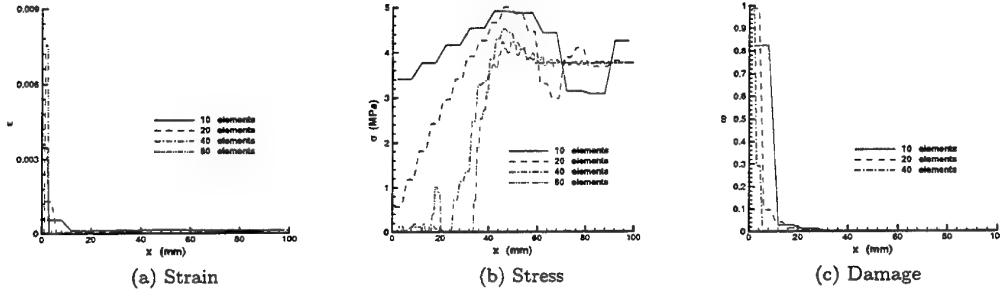 0.009
0.006
0.003
0
ε
0 20 40 60 80 100
x (mm)
10 elements
20 elements
40 elements
80 elements
(a) Strain
5
4
3
2
1
0
σ (MPa)
0 20 40 60 80 100
x (mm)
10 elements
20 elements
40 elements
80 elements
(b) Stress
1
0.9
0.8
0.7
0.6
0.5
0.4
0.3
0.2
0.1
0
ω
0 20 40 60 80 100
x (mm)
10 elements
20 elements
40 elements
(c) Damage